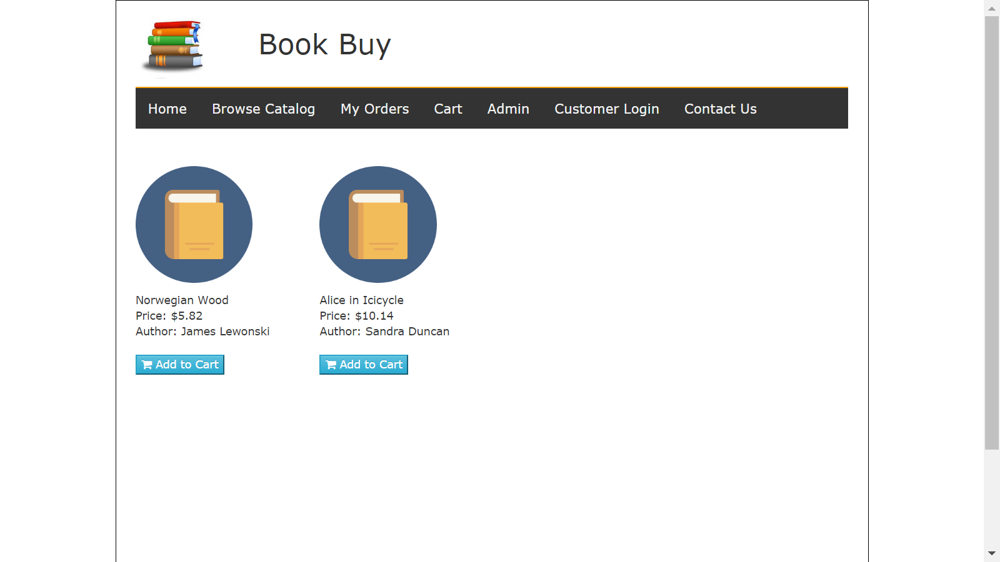 Book Buy
Home Browse Catalog My Orders Cart Admin Customer Login Contact Us
Norwegian Wood
Price: $5.82
Author: James Lewonski
Add to Cart
Alice in Icicycle
Price: $10.14
Author: Sandra Duncan
Add to Cart